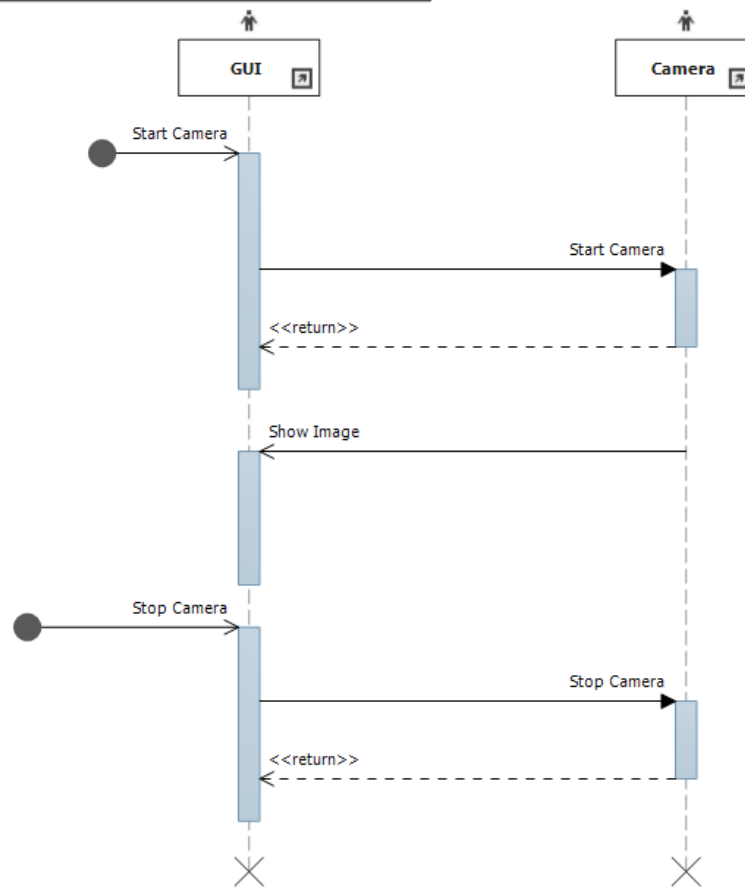 GUI
Camera
Start Camera
Start Camera
<<return>>
Show Image
Stop Camera
Stop Camera
<<return>>